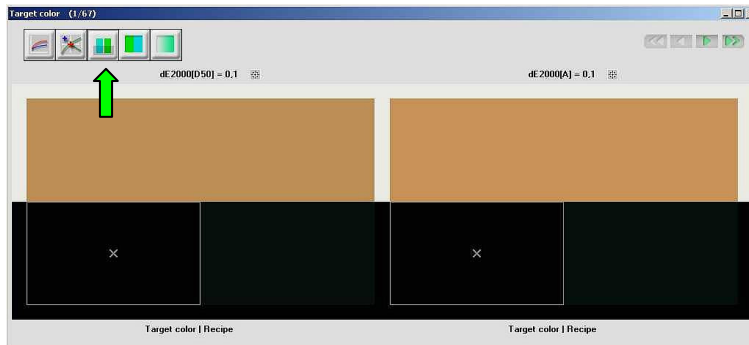 Target color (1/67)
dE2000[D50] = 0,1
dE2000[A] = 0,1
Target color | Recipe
Target color | Recipe